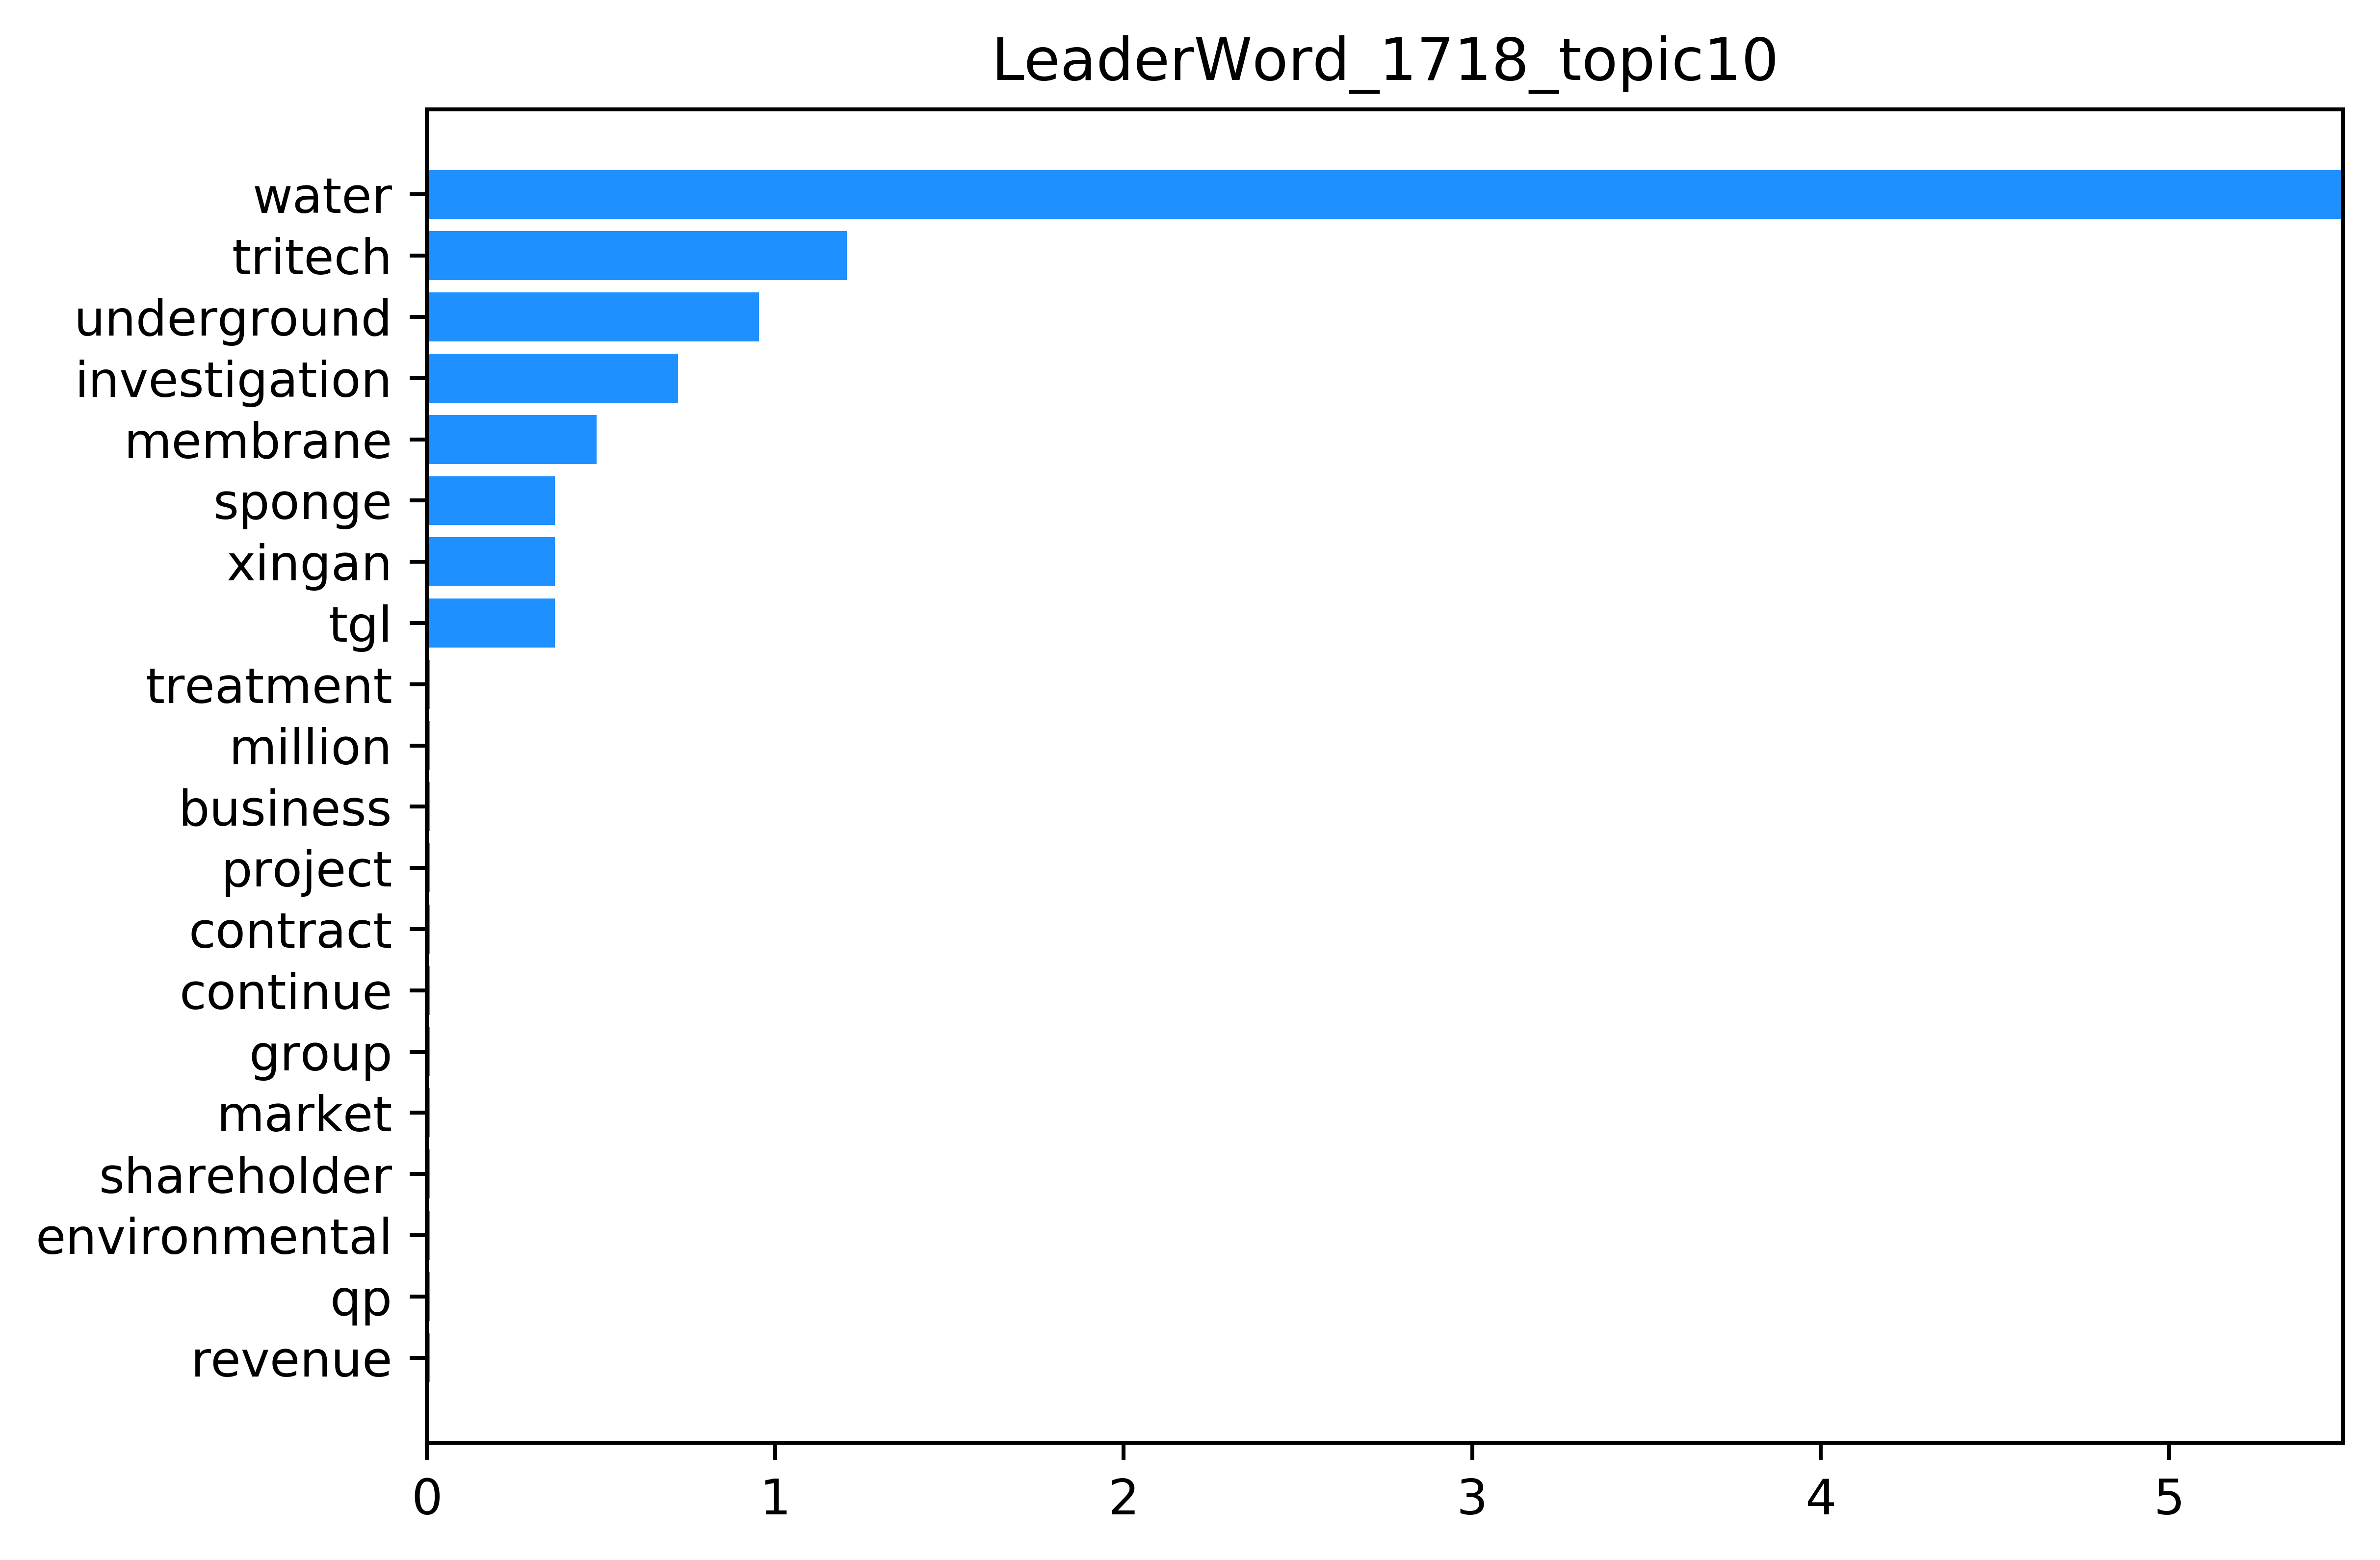 LeaderWord_1718_topic10
water
tritech
underground
investigation
membrane
sponge
xingan
tgl
treatment
million
business
project
contract
continue
group
market
shareholder
environmental
qp
revenue
0 1 2 3 4 5